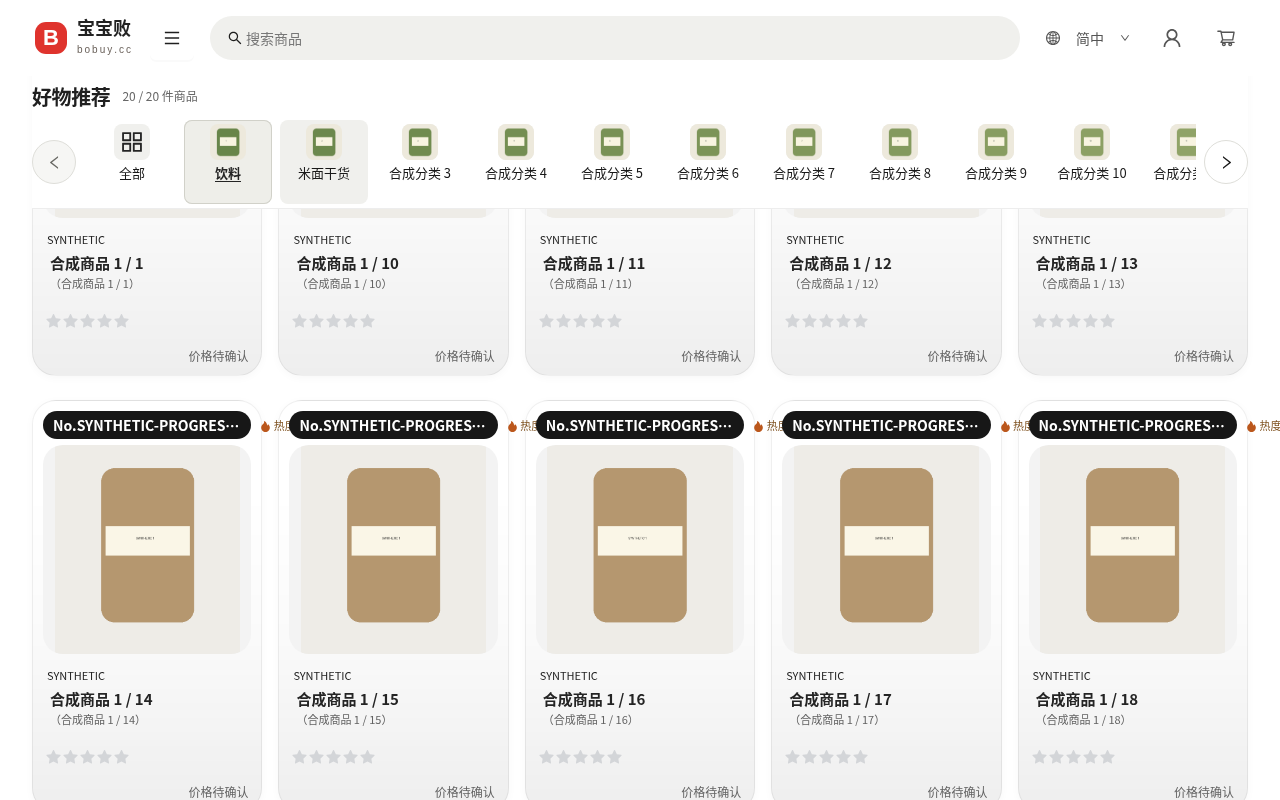 B
宝宝败
bobuy.cc
搜索商品
简中
好物推荐
20 / 20 件商品
全部
饮料
米面干货
合成分类 3
合成分类 4
合成分类 5
合成分类 6
合成分类 7
合成分类 8
合成分类 9
合成分类 10
合成分
SYNTHETIC
合成商品 1 / 1
（合成商品 1 / 1）
价格待确认
SYNTHETIC
合成商品 1 / 10
（合成商品 1 / 10）
价格待确认
SYNTHETIC
合成商品 1 / 11
（合成商品 1 / 11）
价格待确认
SYNTHETIC
合成商品 1 / 12
（合成商品 1 / 12）
价格待确认
SYNTHETIC
合成商品 1 / 13
（合成商品 1 / 13）
价格待确认
No.SYNTHETIC-PROGRES…
热度
SYNTHETIC
合成商品 1 / 14
（合成商品 1 / 14）
价格待确认
No.SYNTHETIC-PROGRES…
热度
SYNTHETIC
合成商品 1 / 15
（合成商品 1 / 15）
价格待确认
No.SYNTHETIC-PROGRES…
热度
SYNTHETIC
合成商品 1 / 16
（合成商品 1 / 16）
价格待确认
No.SYNTHETIC-PROGRES…
热度
SYNTHETIC
合成商品 1 / 17
（合成商品 1 / 17）
价格待确认
No.SYNTHETIC-PROGRES…
热度
SYNTHETIC
合成商品 1 / 18
（合成商品 1 / 18）
价格待确认